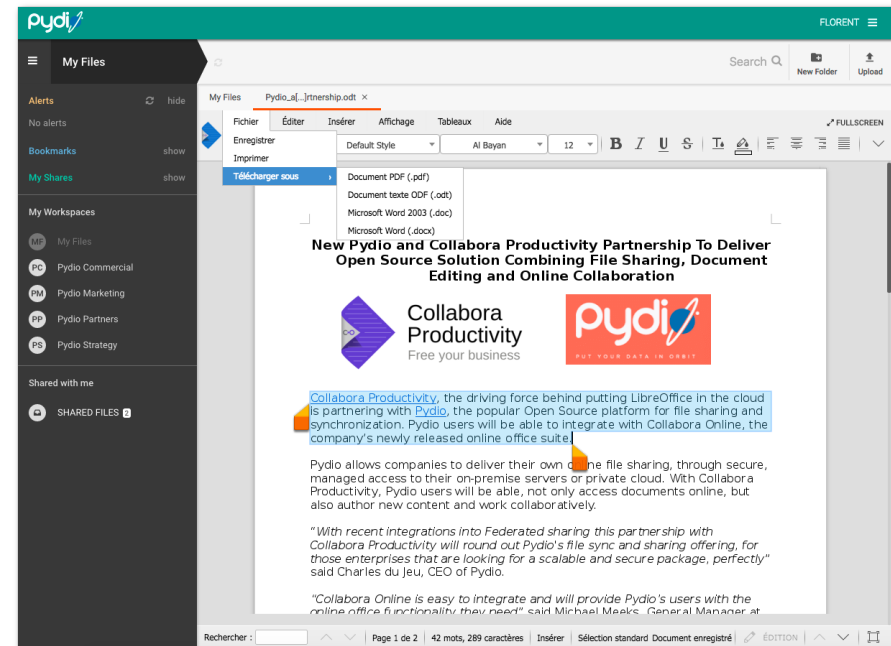 Pydio
FLORENT
My Files
Search
New Folder
Upload
Alerts
hide
No alerts
Bookmarks
show
My Shares
show
My Workspaces
MF My Files
PC Pydio Commercial
PM Pydio Marketing
PP Pydio Partners
PS Pydio Strategy
Shared with me
SHARED FILES 2
My Files
Pydio_a[...]rtnership.odt ×
Fichier Éditer Insérer Affichage Tableaux Aide
FULLSCREEN
Enregistrer
Imprimer
Télécharger sous
Default Style
Al Bayan
12
B I U S
Document PDF (.pdf)
Document texte ODF (.odt)
Microsoft Word 2003 (.doc)
Microsoft Word (.docx)
New Pydio and Collabora Productivity Partnership To Deliver
Open Source Solution Combining File Sharing, Document
Editing and Online Collaboration
Collabora
Productivity
Free your business
pydio
PUT YOUR DATA IN ORBIT
Collabora Productivity, the driving force behind putting LibreOffice in the cloud
is partnering with Pydio, the popular Open Source platform for file sharing and
synchronization. Pydio users will be able to integrate with Collabora Online, the
company's newly released online office suite.
Pydio allows companies to deliver their own file sharing, through secure,
managed access to their on-premise servers or private cloud. With Collabora
Productivity, Pydio users will be able, not only access documents online, but
also author new content and work collaboratively.
"With recent integrations into Federated sharing this partnership with
Collabora Productivity will round out Pydio's file sync and sharing offering, for
those enterprises that are looking for a scalable and secure package, perfectly"
said Charles du Jeu, CEO of Pydio.
"Collabora Online is easy to integrate and will provide Pydio's users with the
online office functionality they need" said Michael Meeks, General Manager at
Rechercher :
Page 1 de 2
42 mots, 289 caractères
Insérer
Sélection standard
Document enregistré
ÉDITION